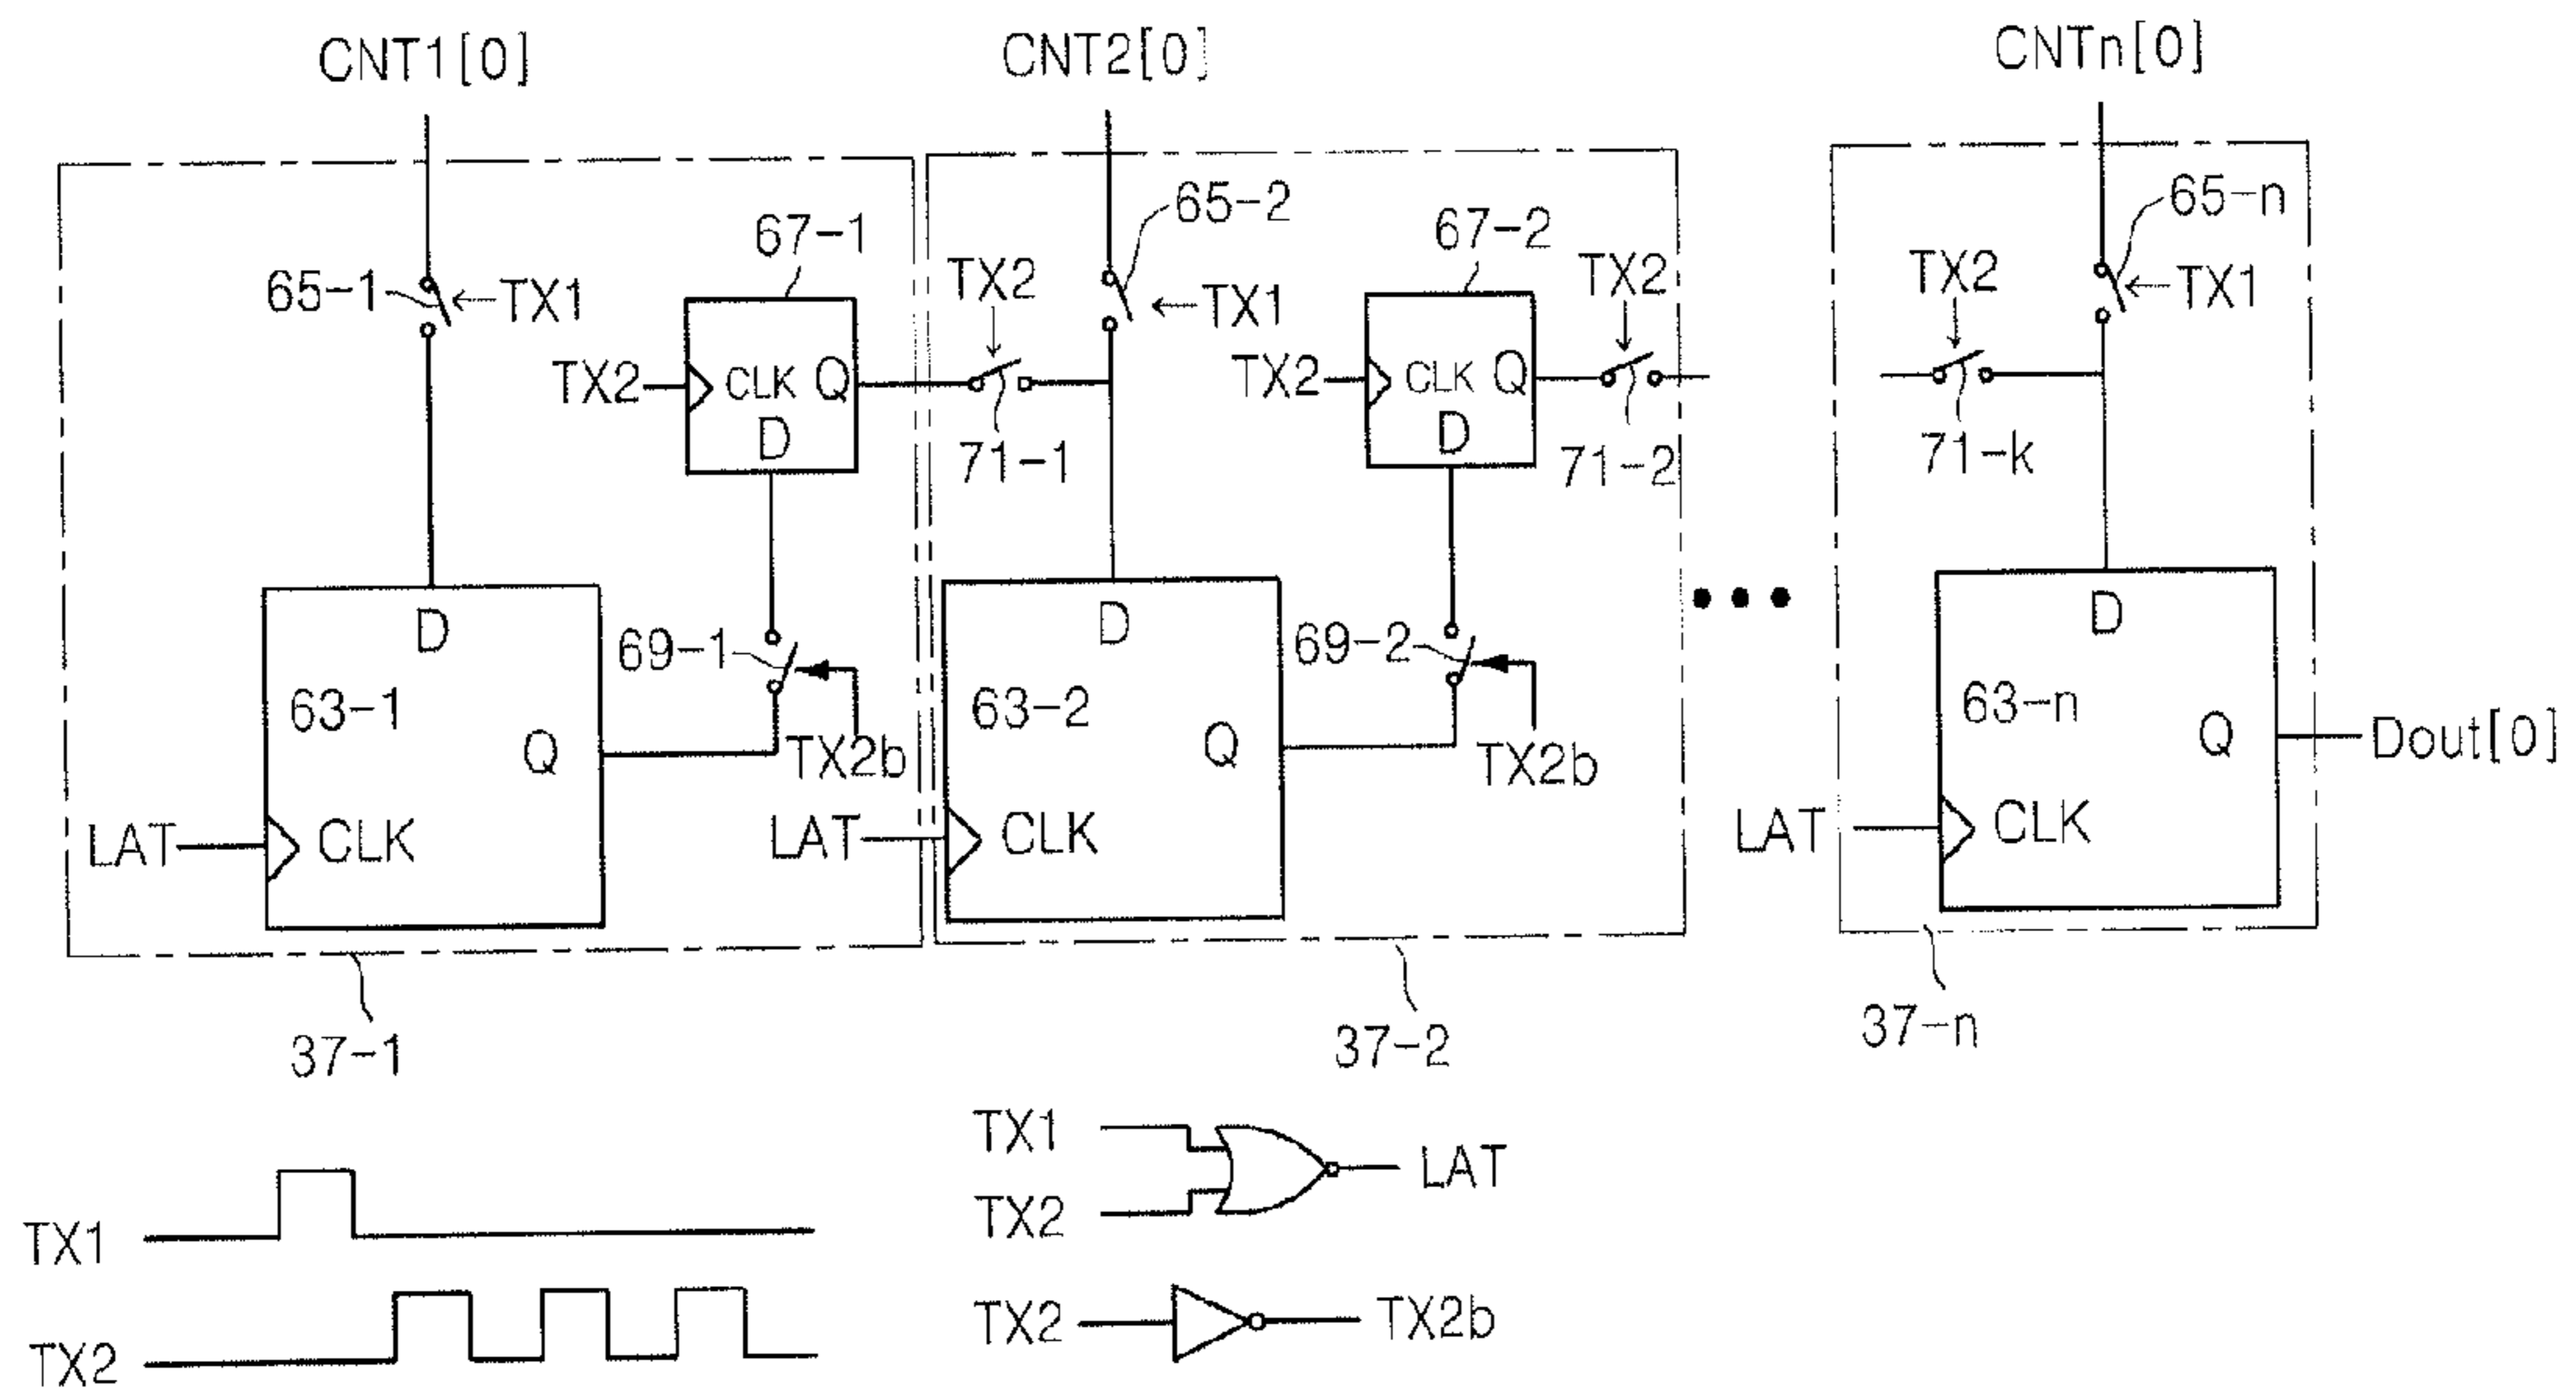 CNT1[0]
CNT2[0]
CNTn[0]
65-1
TX1
67-1
TX2
CLK
Q
D
TX2
71-1
65-2
TX1
67-2
TX2
CLK
Q
D
TX2
71-2
TX2
71-k
65-n
TX1
D
63-1
Q
LAT
CLK
69-1
TX2b
D
63-2
Q
LAT
CLK
69-2
TX2b
D
63-n
Q
LAT
CLK
Dout[0]
37-1
37-2
37-n
TX1
TX2
TX1
TX2
LAT
TX2
TX2b